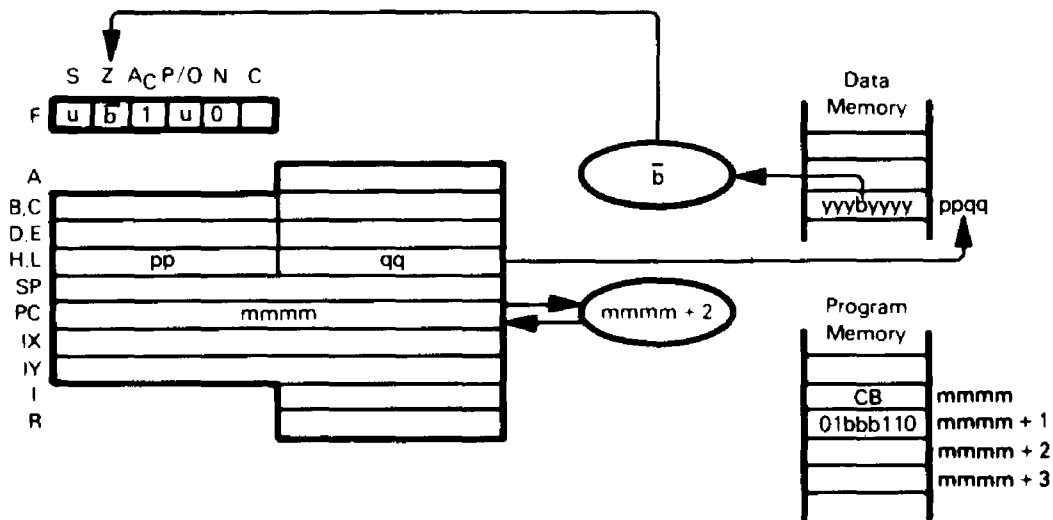 S Z AC P/O N C
F u b̅ 1 u 0
Data
Memory
b̅
yyybyyyy ppqq
A
B,C
D,E
H,L pp qq
SP
PC mmmm mmmm + 2
IX
IY
I
R
Program
Memory
CB mmmm
01bbb110 mmmm + 1
mmmm + 2
mmmm + 3